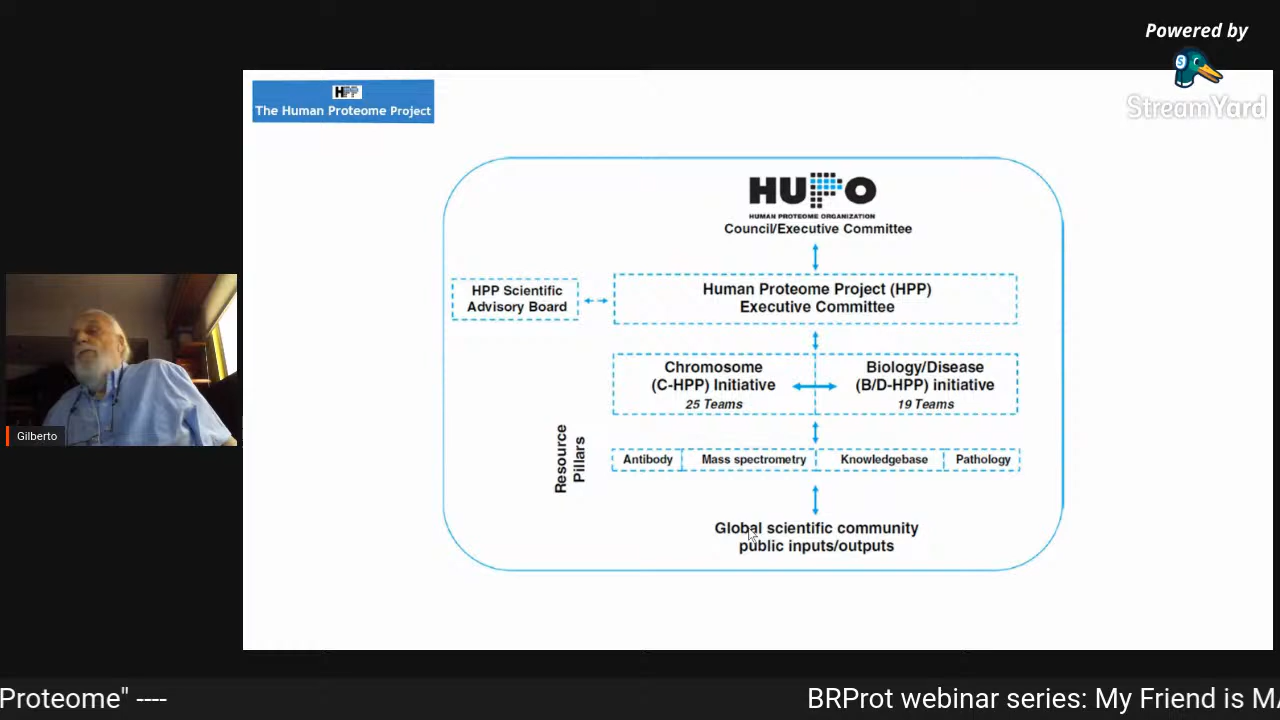 Powered by
StreamYard
HPP
The Human Proteome Project
HUPO
HUMAN PROTEOME ORGANIZATION
Council/Executive Committee
HPP Scientific
Advisory Board
Human Proteome Project (HPP)
Executive Committee
Chromosome
(C-HPP) Initiative
25 Teams
Biology/Disease
(B/D-HPP) initiative
19 Teams
Resource
Pillars
Antibody
Mass spectrometry
Knowledgebase
Pathology
Global scientific community
public inputs/outputs
Gilberto
Proteome" ----
BRProt webinar series: My Friend is M